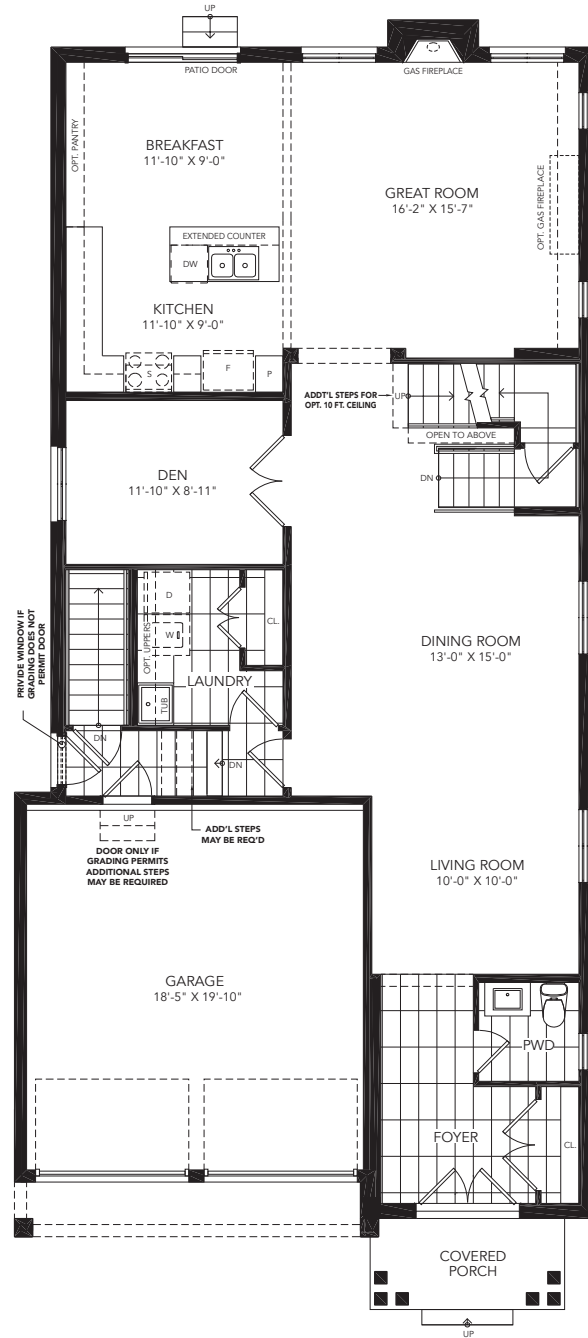 UP
PATIO DOOR
GAS FIREPLACE
OPT. PANTRY
BREAKFAST
11'-10" X 9'-0"
GREAT ROOM
16'-2" X 15'-7"
OPT. GAS FIREPLACE
EXTENDED COUNTER
DW
KITCHEN
11'-10" X 9'-0"
S
F
P
ADDT'L STEPS FOR
OPT. 10 FT. CEILING
UP
OPEN TO ABOVE
DN
DEN
11'-10" X 8'-11"
D
W
OPT. UPPERS
CL.
LAUNDRY
TUB
DINING ROOM
13'-0" X 15'-0"
PRIVIDE WINDOW IF
GRADING DOES NOT
PERMIT DOOR
DN
DN
UP
ADD'L STEPS
MAY BE REQ'D
DOOR ONLY IF
GRADING PERMITS
ADDITIONAL STEPS
MAY BE REQUIRED
LIVING ROOM
10'-0" X 10'-0"
GARAGE
18'-5" X 19'-10"
PWD
FOYER
CL.
COVERED
PORCH
UP